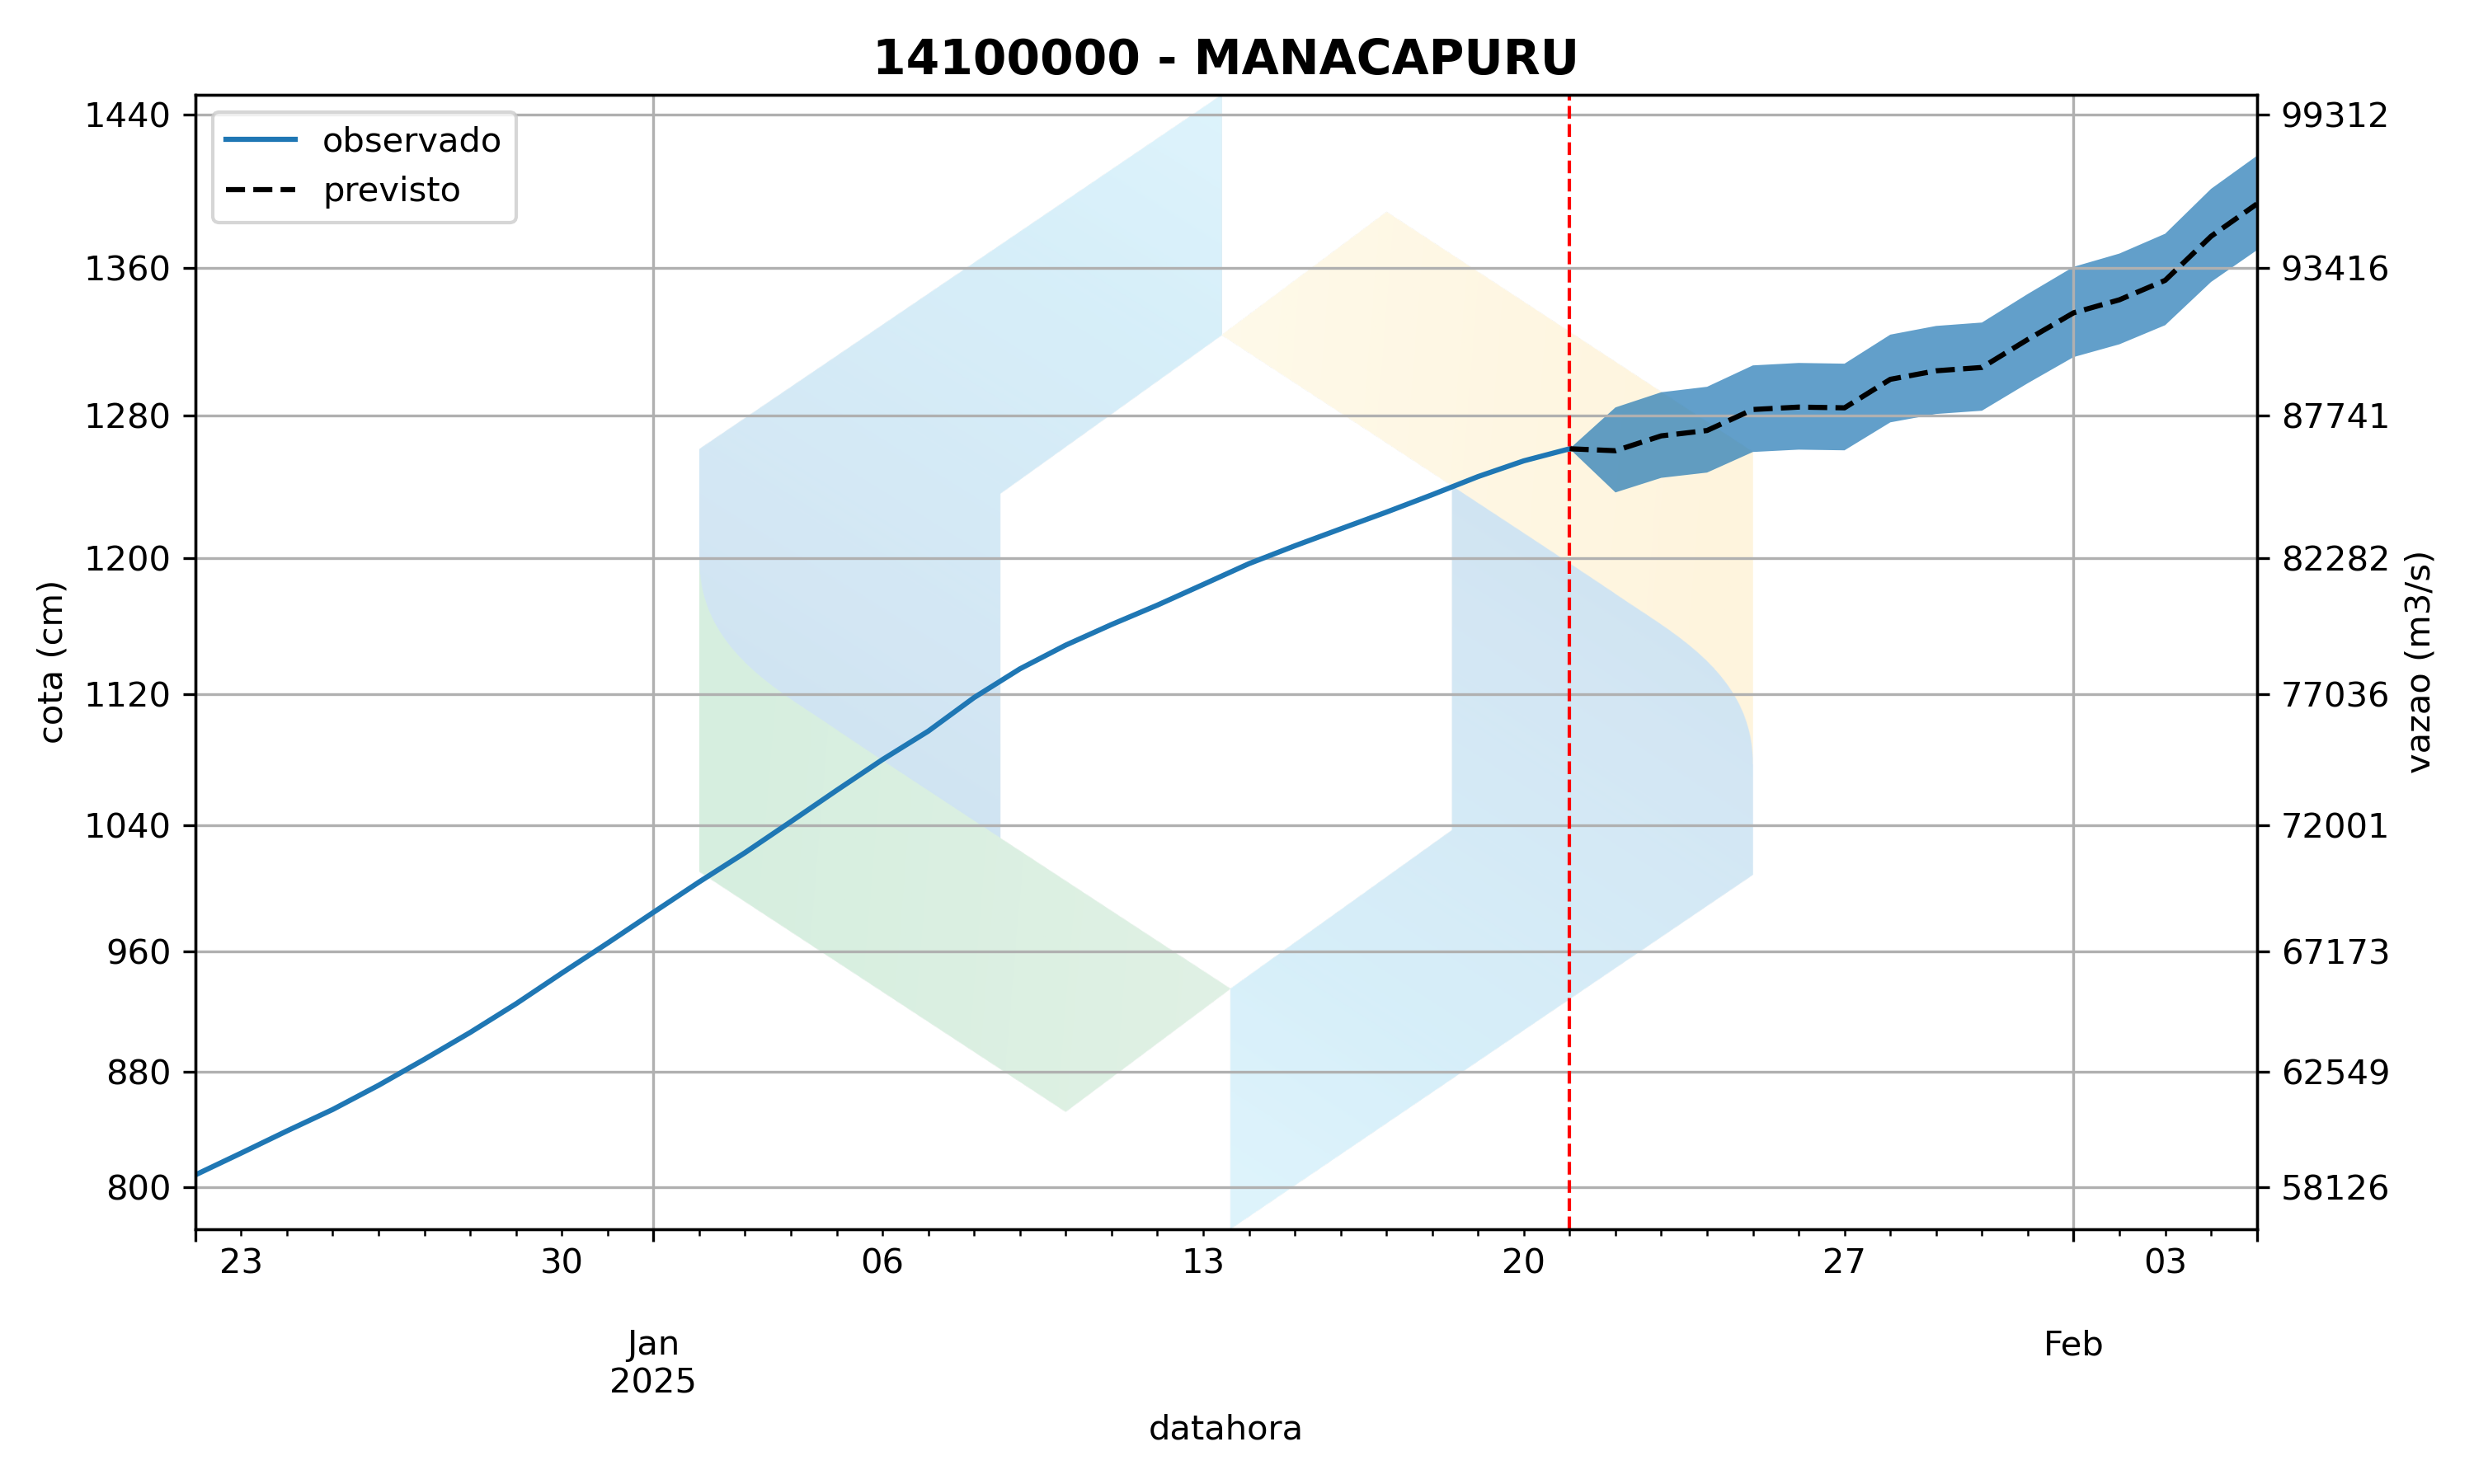 14100000 - MANACAPURU
observado
previsto
1440
1360
1280
1200
1120
1040
960
880
800
cota (cm)
99312
93416
87741
82282
77036
72001
67173
62549
58126
vazao (m3/s)
23 30 06 13 20 27 03
Jan Feb
2025
datahora